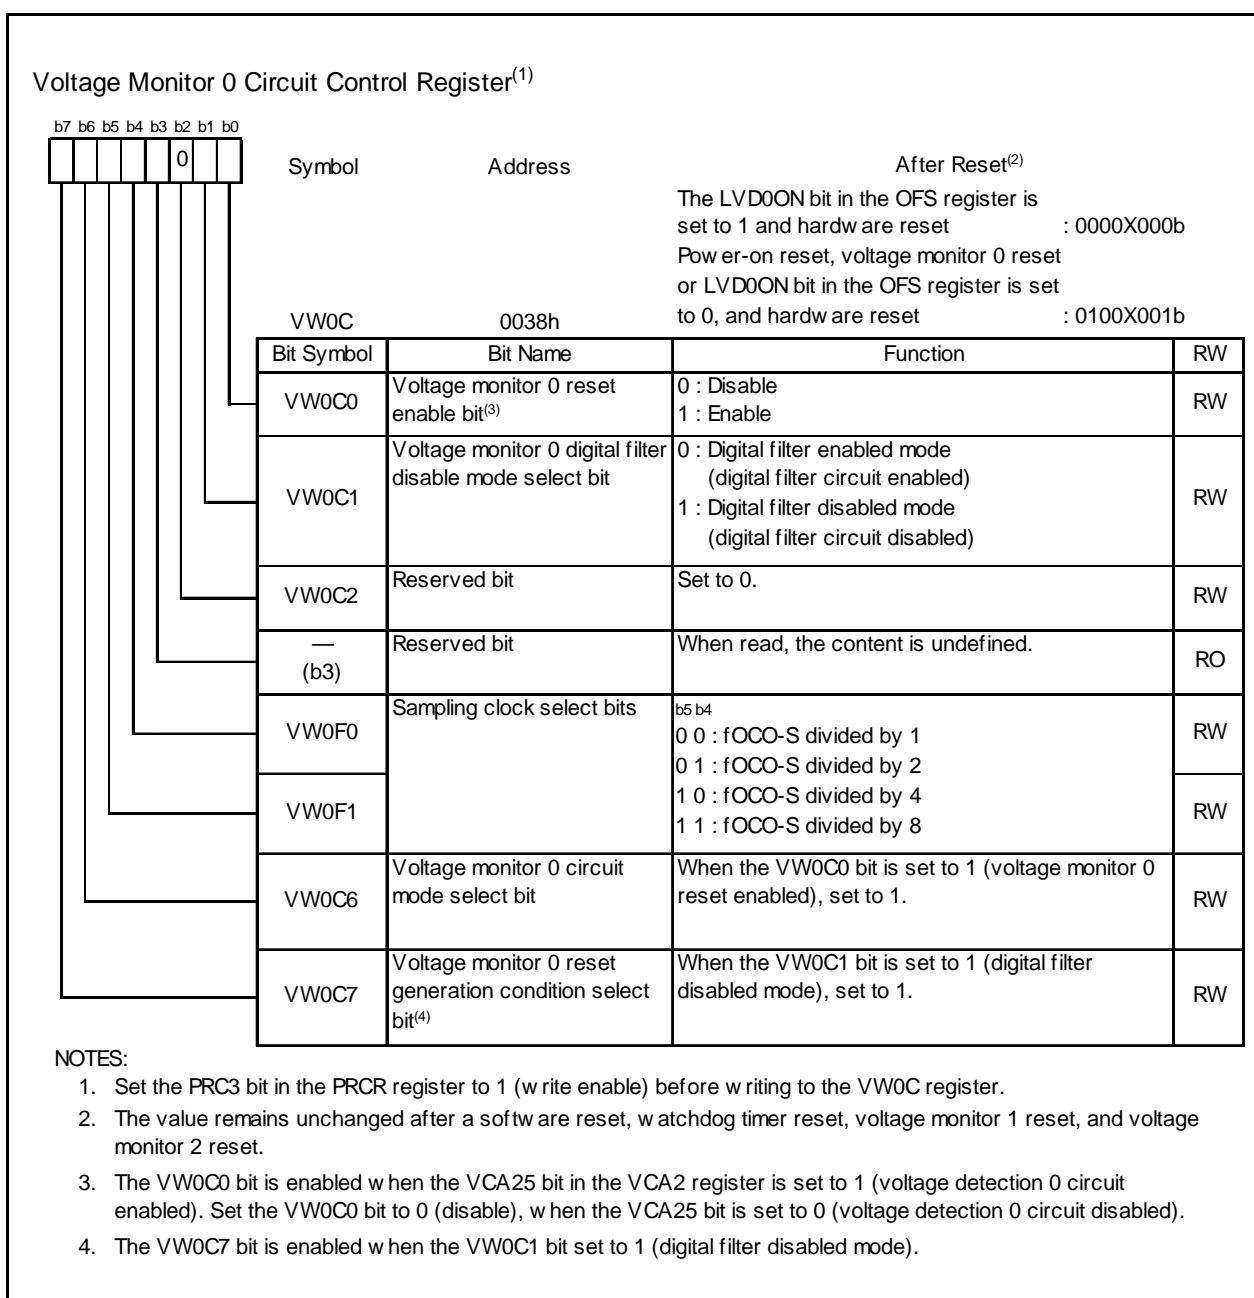 Voltage Monitor 0 Circuit Control Register(1)
b7 b6 b5 b4 b3 b2 b1 b0
0
Symbol Address After Reset(2)
The LVD0ON bit in the OFS register is
set to 1 and hardware reset : 0000X000b
Power-on reset, voltage monitor 0 reset
or LVD0ON bit in the OFS register is set
VW0C 0038h to 0, and hardware reset : 0100X001b
Bit Symbol Bit Name Function RW
VW0C0 Voltage monitor 0 reset enable bit(3) 0 : Disable
1 : Enable RW
VW0C1 Voltage monitor 0 digital filter disable mode select bit 0 : Digital filter enabled mode
(digital filter circuit enabled)
1 : Digital filter disabled mode
(digital filter circuit disabled) RW
VW0C2 Reserved bit Set to 0. RW
— (b3) Reserved bit When read, the content is undefined. RO
Sampling clock select bits b5 b4
VW0F0 0 0 : fOCO-S divided by 1 RW
0 1 : fOCO-S divided by 2
VW0F1 1 0 : fOCO-S divided by 4 RW
1 1 : fOCO-S divided by 8
VW0C6 Voltage monitor 0 circuit mode select bit When the VW0C0 bit is set to 1 (voltage monitor 0
reset enabled), set to 1. RW
VW0C7 Voltage monitor 0 reset generation condition select bit(4) When the VW0C1 bit is set to 1 (digital filter
disabled mode), set to 1. RW
NOTES:
1. Set the PRC3 bit in the PRCR register to 1 (write enable) before writing to the VW0C register.
2. The value remains unchanged after a software reset, watchdog timer reset, voltage monitor 1 reset, and voltage
monitor 2 reset.
3. The VW0C0 bit is enabled when the VCA25 bit in the VCA2 register is set to 1 (voltage detection 0 circuit
enabled). Set the VW0C0 bit to 0 (disable), when the VCA25 bit is set to 0 (voltage detection 0 circuit disabled).
4. The VW0C7 bit is enabled when the VW0C1 bit set to 1 (digital filter disabled mode).